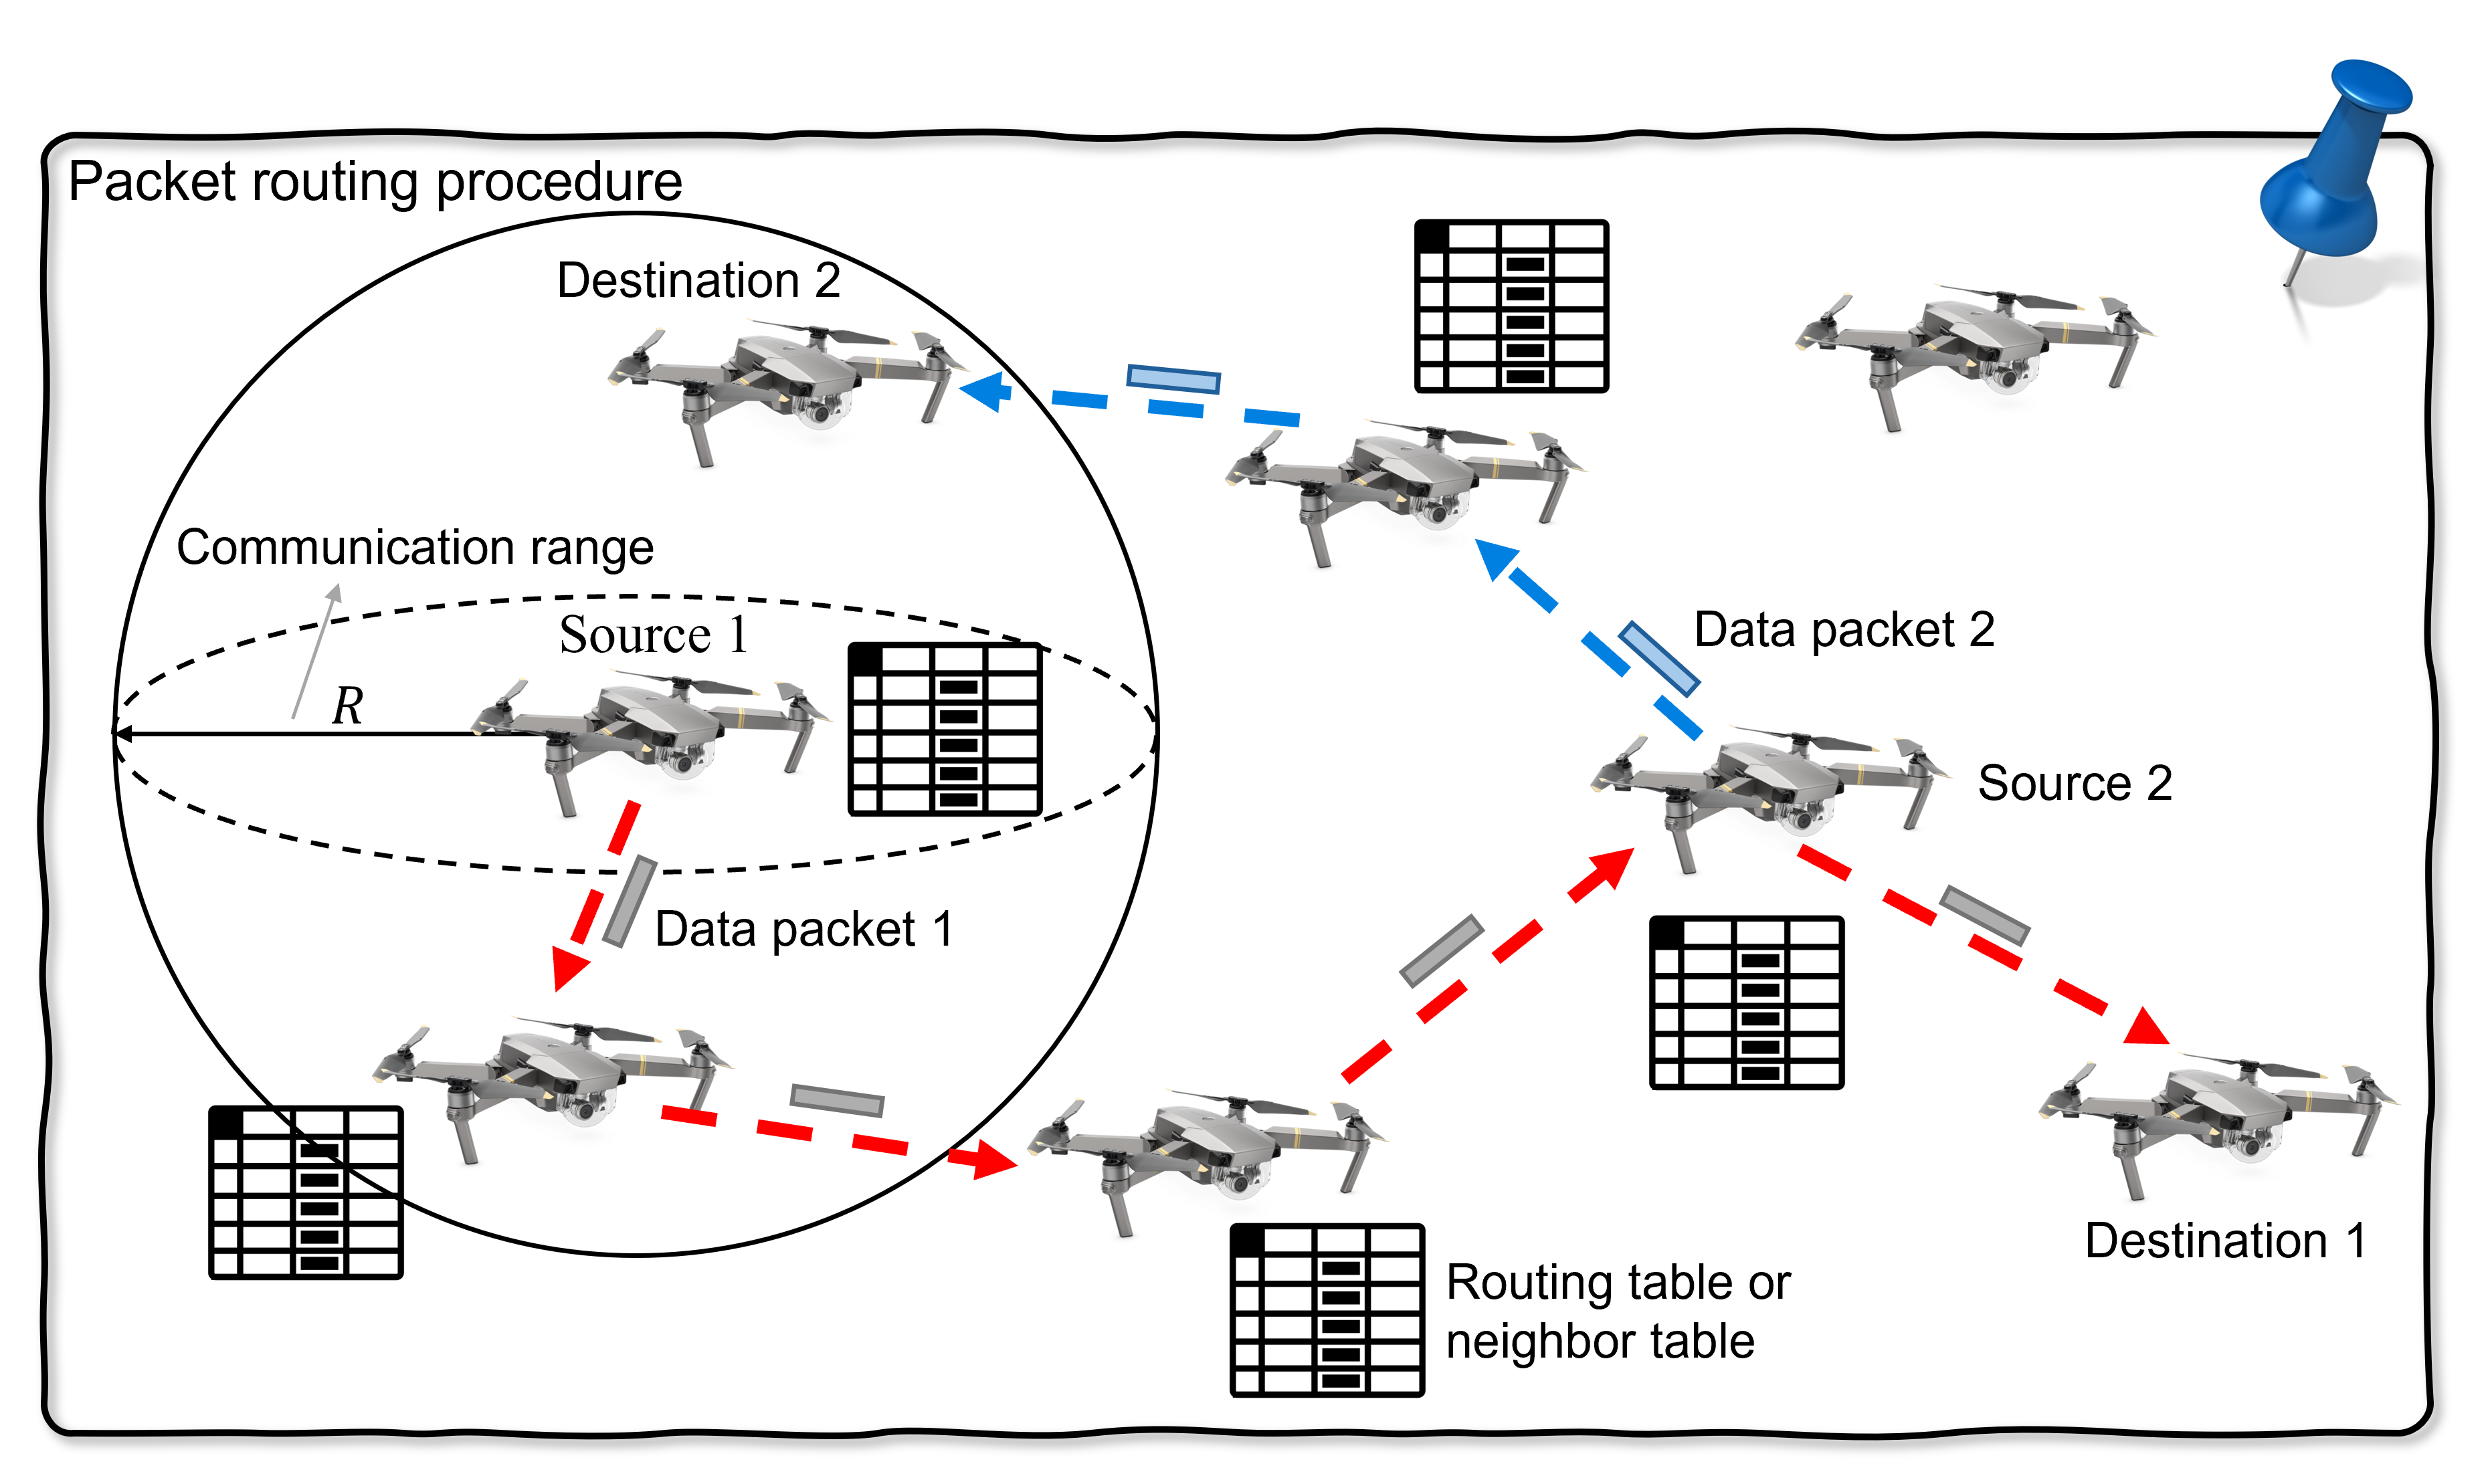 Packet routing procedure
Destination 2
Communication range
Source 1
R
Data packet 2
Source 2
Data packet 1
Destination 1
Routing table or
neighbor table